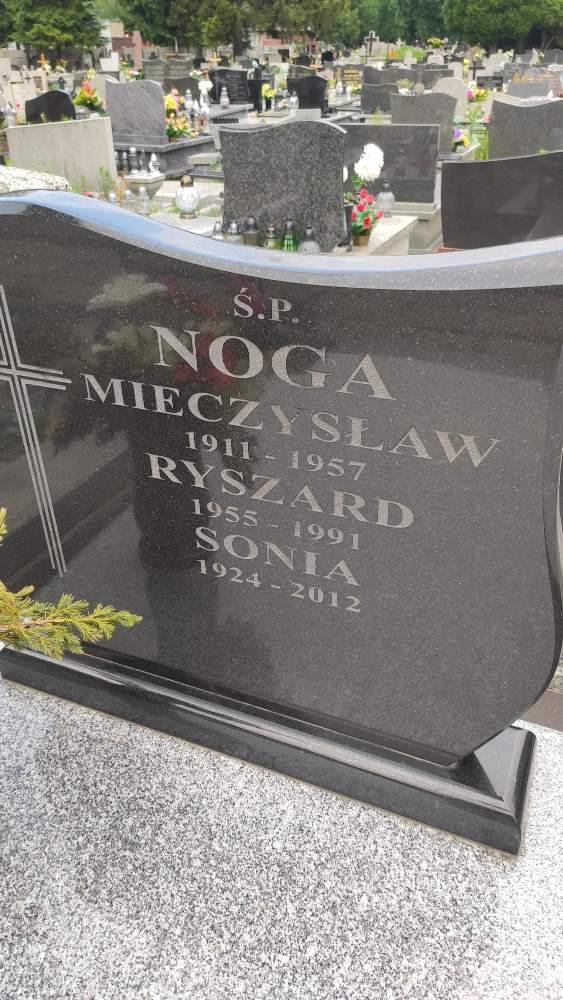 Ś.P.
NOGA
MIECZYSŁAW
1911 - 1957
RYSZARD
1955 - 1991
SONIA
1924 - 2012